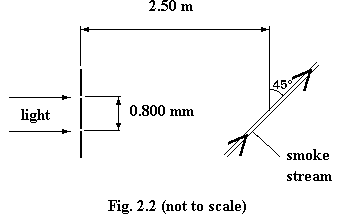 2.50 m
45°
light
0.800 mm
smoke
stream
Fig. 2.2 (not to scale)